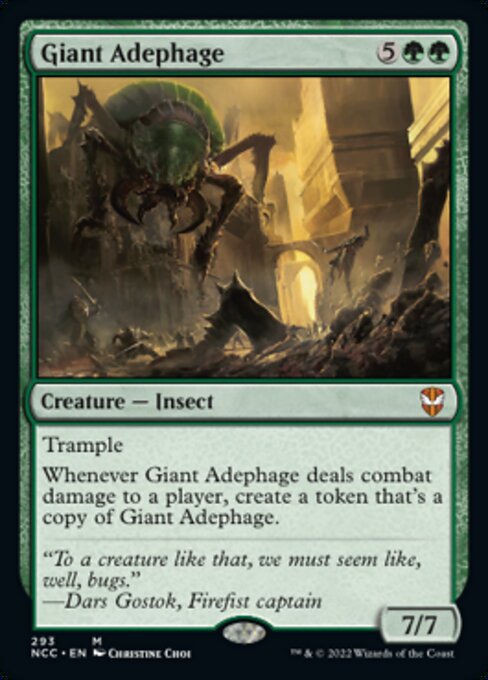 Giant Adephage 5
Creature — Insect
Trample
Whenever Giant Adephage deals combat
damage to a player, create a token that's a
copy of Giant Adephage.
“To a creature like that, we must seem like,
well, bugs.”
—Dars Gostok, Firefist captain
7/7
293 M
NCC • EN Christine Choi
™ & © 2022 Wizards of the Coast